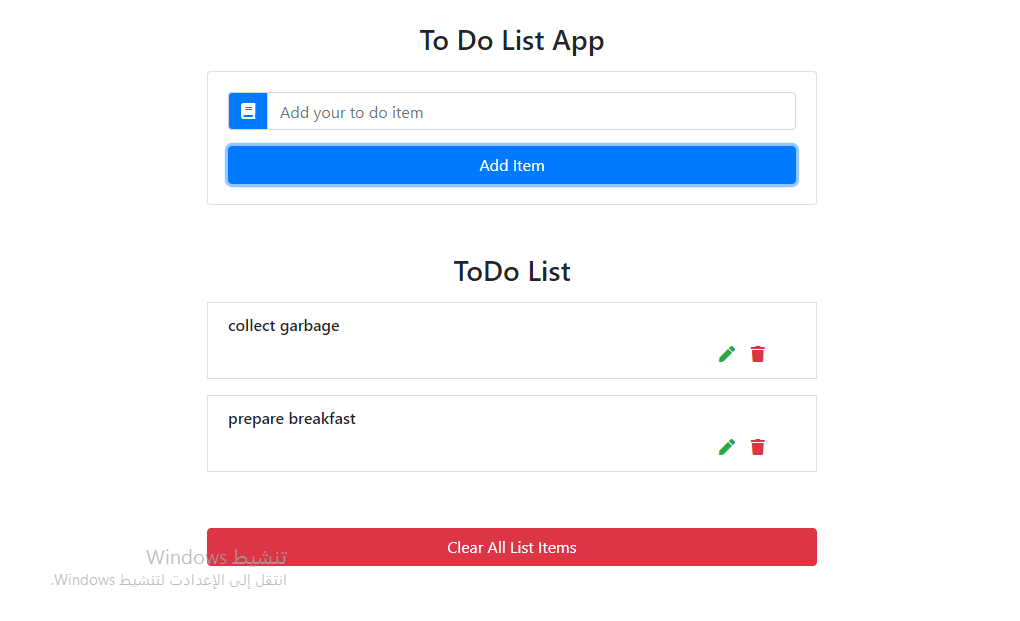 To Do List App
Add your to do item
Add Item
ToDo List
collect garbage
prepare breakfast
Clear All List Items
تنشيط Windows
انتقل إلى الإعدادت لتنشيط Windows.